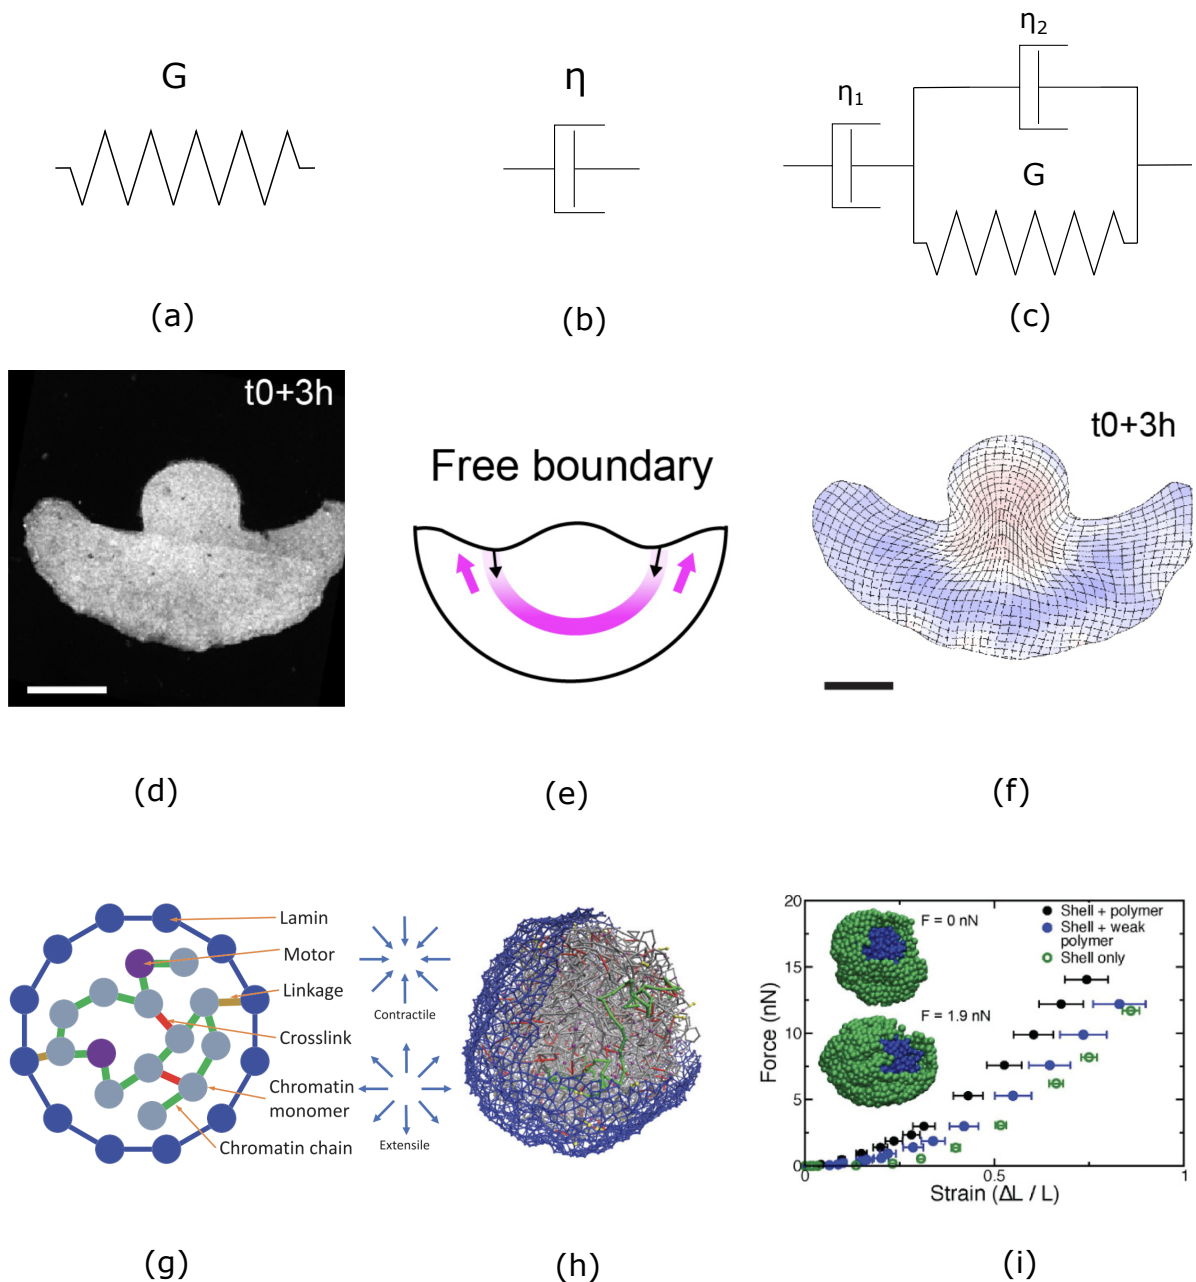 G
η
η₁
η₂
G
(a)
(b)
(c)
t0+3h
Free boundary
t0+3h
(d)
(e)
(f)
Lamin
Motor
Linkage
Crosslink
Chromatin
monomer
Chromatin chain
Contractile
Extensile
20
15
10
5
0
Force (nN)
F = 0 nN
F = 1.9 nN
Shell + polymer
Shell + weak
polymer
Shell only
0
0.5
1
Strain (ΔL / L)
(g)
(h)
(i)